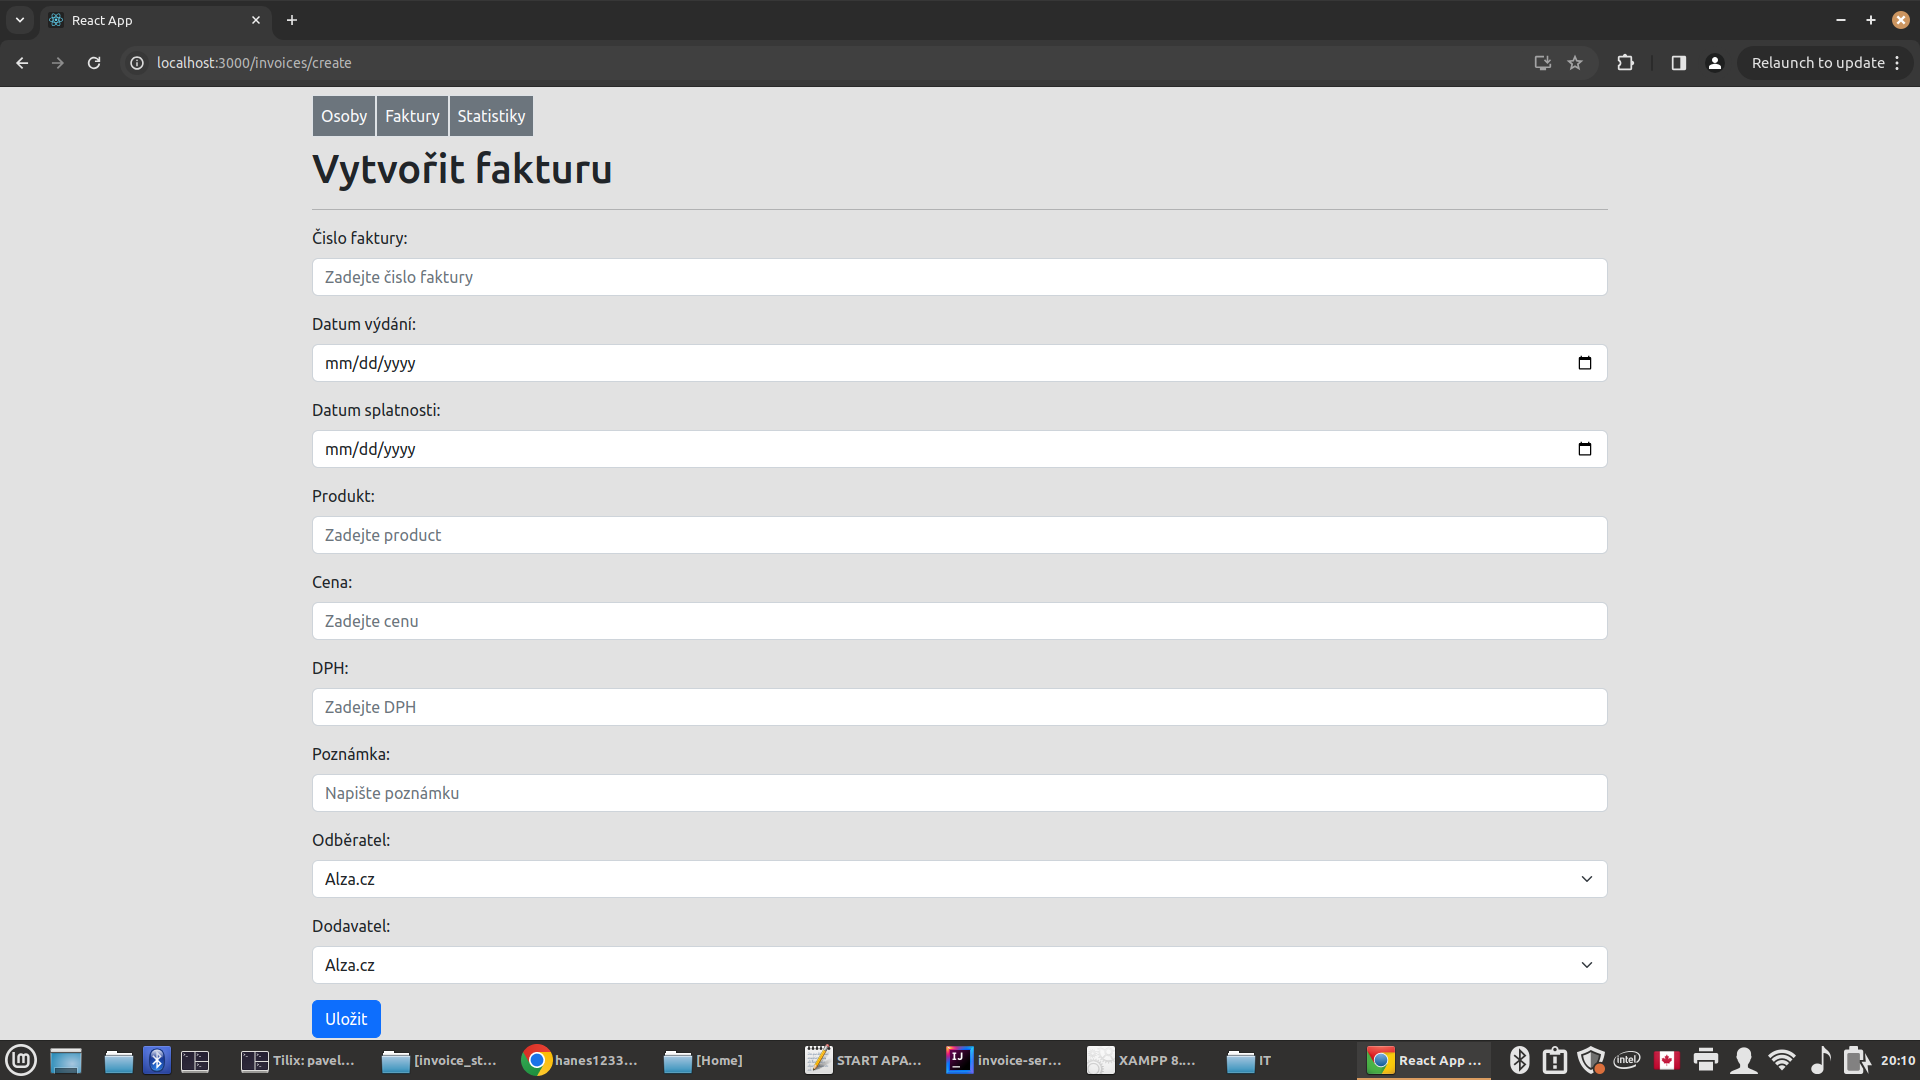 React App
localhost:3000/invoices/create
Relaunch to update
Osoby Faktury Statistiky
Vytvořit fakturu
Čislo faktury:
Zadejte čislo faktury
Datum výdání:
mm/dd/yyyy
Datum splatnosti:
mm/dd/yyyy
Produkt:
Zadejte product
Cena:
Zadejte cenu
DPH:
Zadejte DPH
Poznámka:
Napište poznámku
Odběratel:
Alza.cz
Dodavatel:
Alza.cz
Uložit
lm Tilix: pavel... [invoice_st... hanes1233... [Home] START APA... IJ invoice-ser... XAMPP 8.... IT React App ... intel 20:10